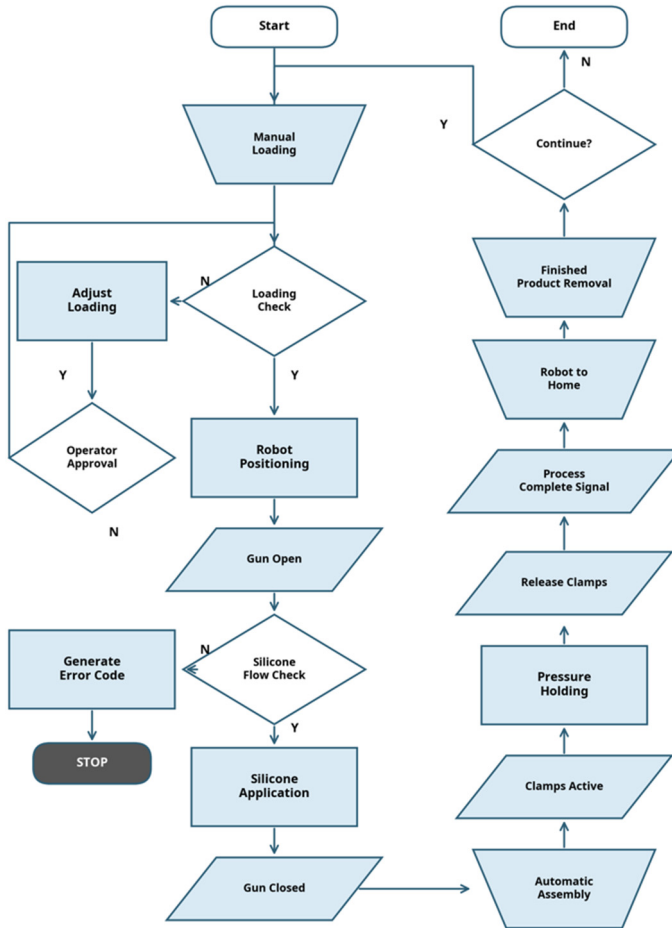 Start
End
N
Y
Continue?
Manual
Loading
Finished
Product Removal
N
Adjust
Loading
Loading
Check
Y
Y
Robot to
Home
Operator
Approval
Robot
Positioning
Process
Complete Signal
N
Gun Open
Release Clamps
N
Generate
Error Code
Silicone
Flow Check
Pressure
Holding
Y
STOP
Silicone
Application
Clamps Active
Gun Closed
Automatic
Assembly